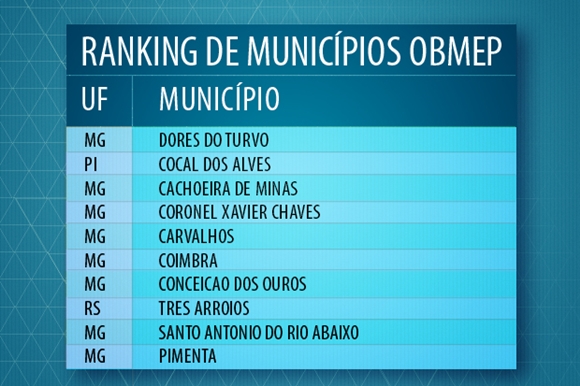 RANKING DE MUNICÍPIOS OBMEP
UF MUNICÍPIO
MG DORES DO TURVO
PI COCAL DOS ALVES
MG CACHOEIRA DE MINAS
MG CORONEL XAVIER CHAVES
MG CARVALHOS
MG COIMBRA
MG CONCEICAO DOS OUROS
RS TRES ARROIOS
MG SANTO ANTONIO DO RIO ABAIXO
MG PIMENTA